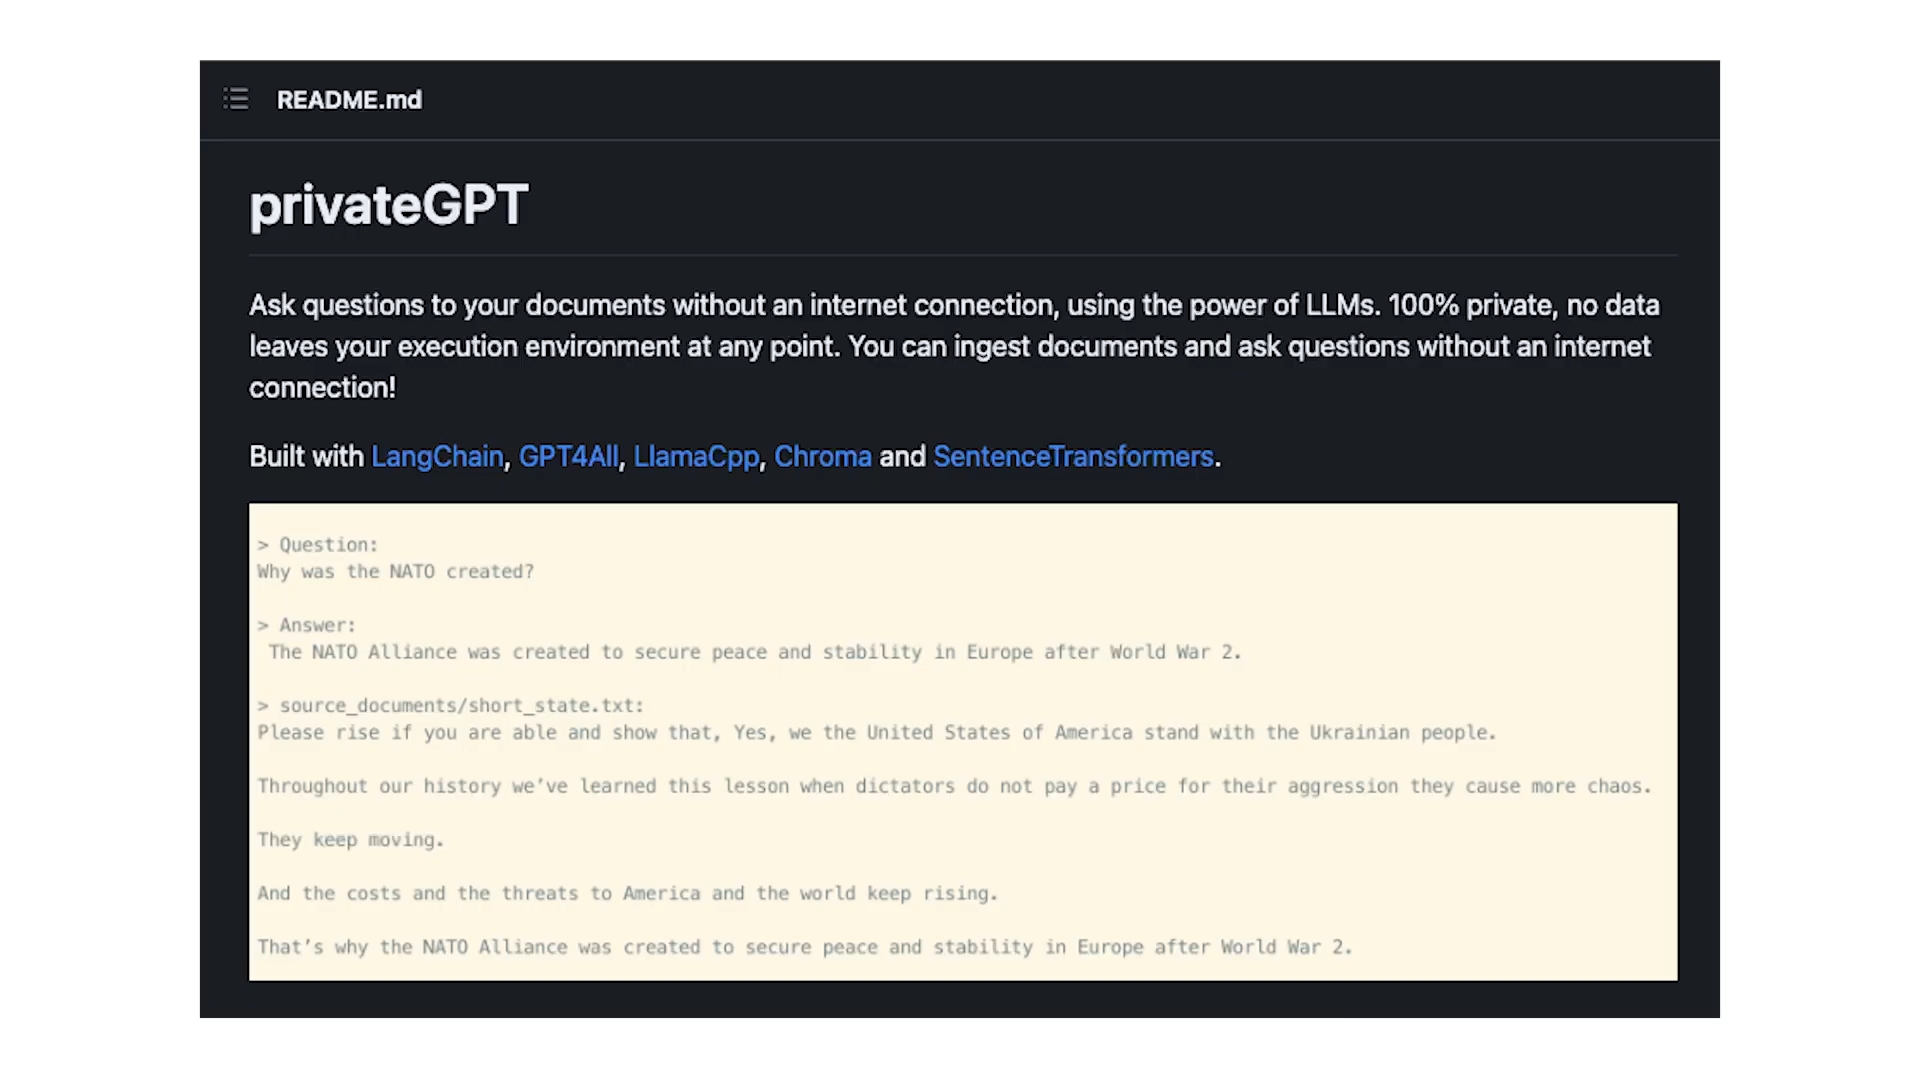 README.md
privateGPT
Ask questions to your documents without an internet connection, using the power of LLMs. 100% private, no data
leaves your execution environment at any point. You can ingest documents and ask questions without an internet
connection!
Built with LangChain, GPT4All, LlamaCpp, Chroma and SentenceTransformers.
> Question:
Why was the NATO created?
> Answer:
The NATO Alliance was created to secure peace and stability in Europe after World War 2.
> source_documents/short_state.txt:
Please rise if you are able and show that, Yes, we the United States of America stand with the Ukrainian people.
Throughout our history we’ve learned this lesson when dictators do not pay a price for their aggression they cause more chaos.
They keep moving.
And the costs and the threats to America and the world keep rising.
That’s why the NATO Alliance was created to secure peace and stability in Europe after World War 2.